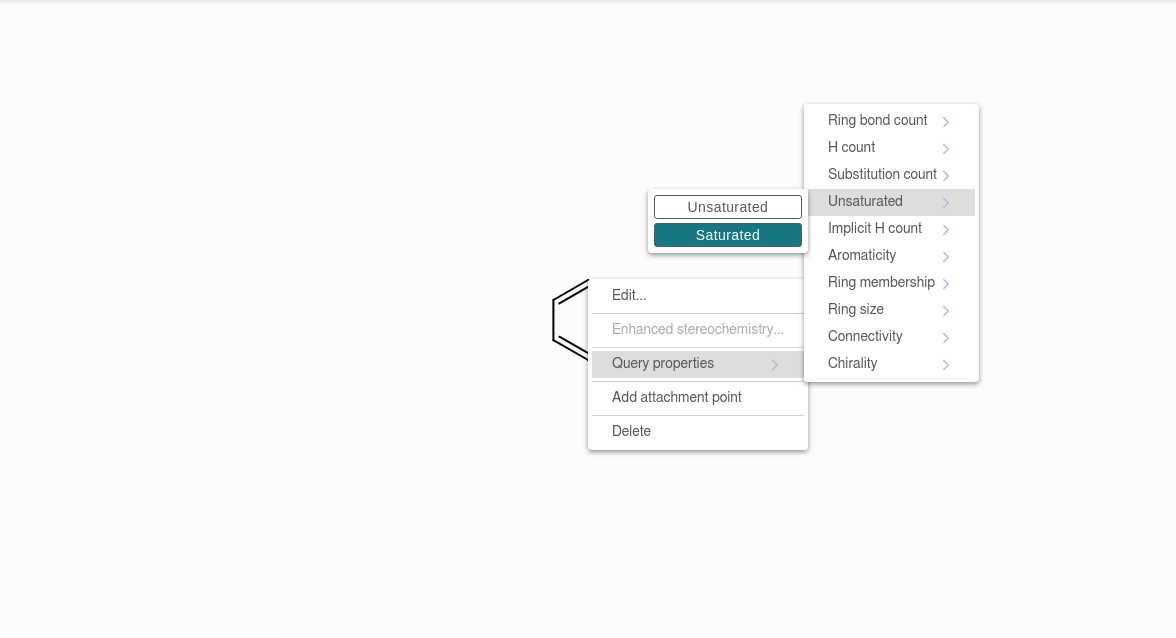 Ring bond count
H count
Substitution count
Unsaturated
Implicit H count
Aromaticity
Ring membership
Ring size
Connectivity
Chirality
Unsaturated
Saturated
Edit...
Enhanced stereochemistry...
Query properties
Add attachment point
Delete